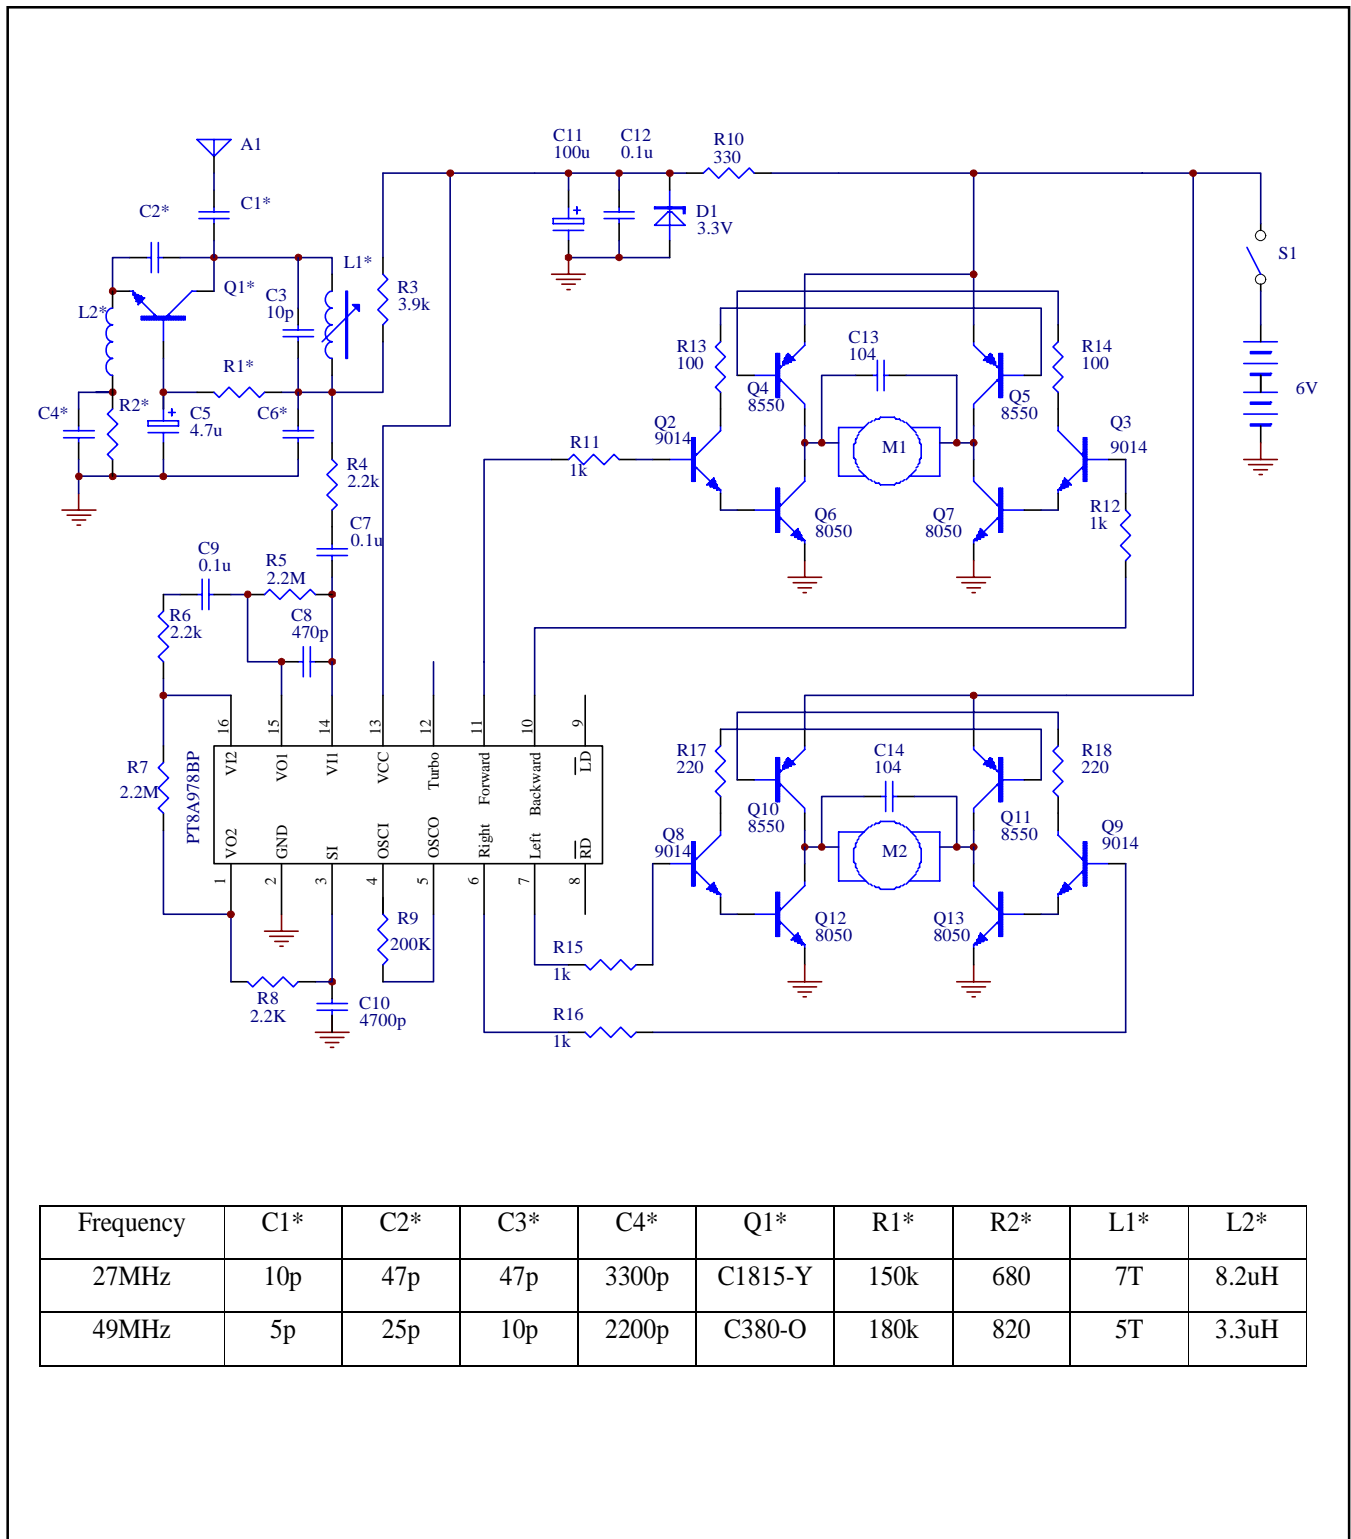 A1
C1*
C2*
Q1*
L2*
C3
10p
L1*
R3
3.9k
R1*
C4*
R2*
C5
4.7u
C6*
R4
2.2k
C7
0.1u
C11
100u
+
C12
0.1u
R10
330
D1
3.3V
S1
6V
R13
100
Q4
8550
C13
104
Q5
8550
R14
100
Q2
9014
M1
Q3
9014
R11
1k
Q6
8050
Q7
8050
R12
1k
C9
0.1u
R5
2.2M
C8
470p
R6
2.2k
R7
2.2M
PT8A978BP
16
15
14
13
12
11
10
9
VI2
VO1
VI1
VCC
Turbo
Forward
Backward
LD
VO2
GND
SI
OSCI
OSCO
Right
Left
RD
1
2
3
4
5
6
7
8
R8
2.2K
C10
4700p
R9
200K
R15
1k
R16
1k
R17
220
Q10
8550
C14
104
Q11
8550
R18
220
Q8
9014
M2
Q9
9014
Q12
8050
Q13
8050
Frequency C1* C2* C3* C4* Q1* R1* R2* L1* L2*
27MHz 10p 47p 47p 3300p C1815-Y 150k 680 7T 8.2uH
49MHz 5p 25p 10p 2200p C380-O 180k 820 5T 3.3uH